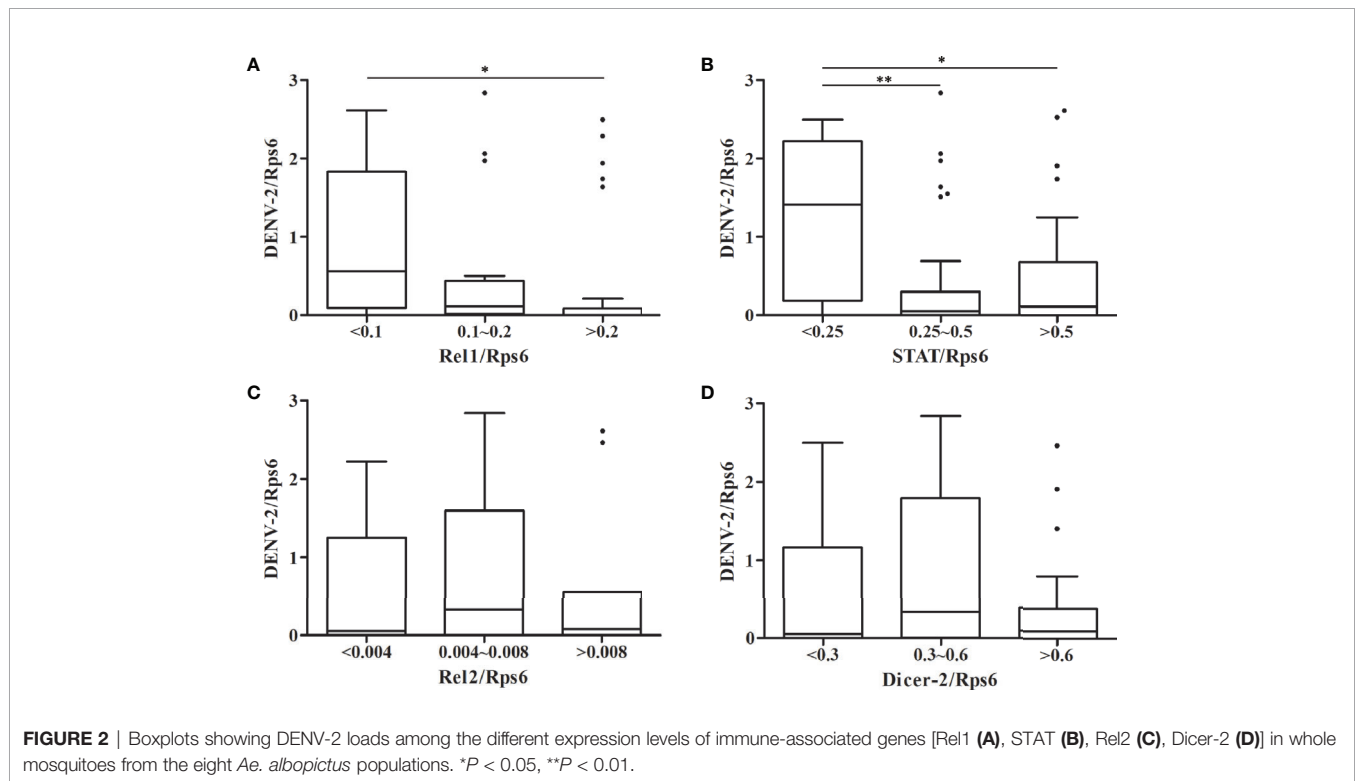 A
*
3
2
1
0
DENV-2/Rps6
<0.1 0.1~0.2 >0.2
Rel1/Rps6
B
*
**
3
2
1
0
DENV-2/Rps6
<0.25 0.25~0.5 >0.5
STAT/Rps6
C
3
2
1
0
DENV-2/Rps6
<0.004 0.004~0.008 >0.008
Rel2/Rps6
D
3
2
1
0
DENV-2/Rps6
<0.3 0.3~0.6 >0.6
Dicer-2/Rps6
FIGURE 2 | Boxplots showing DENV-2 loads among the different expression levels of immune-associated genes [Rel1 (A), STAT (B), Rel2 (C), Dicer-2 (D)] in whole
mosquitoes from the eight Ae. albopictus populations. *P < 0.05, **P < 0.01.